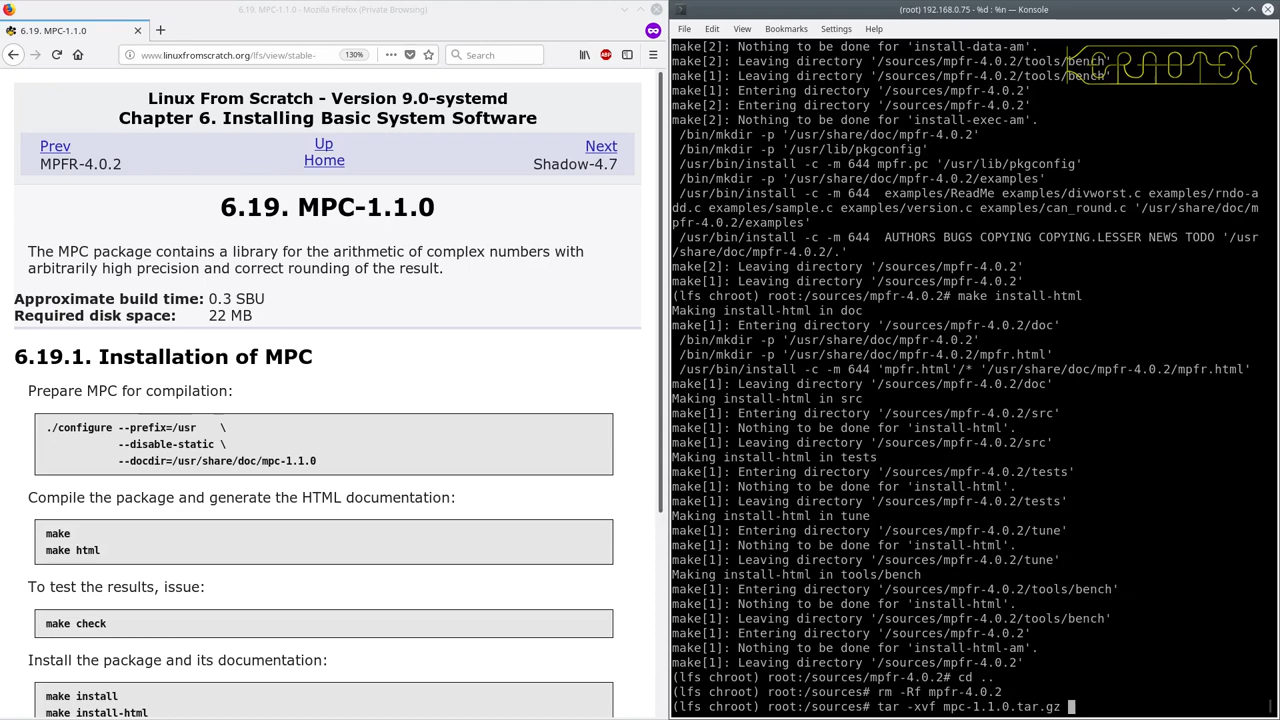 6.19. MPC-1.1.0 - Mozilla Firefox (Private Browsing)
6.19. MPC-1.1.0
www.linuxfromscratch.org/lfs/view/stable-
130%
Search
Linux From Scratch - Version 9.0-systemd
Chapter 6. Installing Basic System Software
Prev
Up
Next
MPFR-4.0.2
Home
Shadow-4.7
6.19. MPC-1.1.0
The MPC package contains a library for the arithmetic of complex numbers with
arbitrarily high precision and correct rounding of the result.
Approximate build time: 0.3 SBU
Required disk space: 22 MB
6.19.1. Installation of MPC
Prepare MPC for compilation:
./configure --prefix=/usr \
--disable-static \
--docdir=/usr/share/doc/mpc-1.1.0
Compile the package and generate the HTML documentation:
make
make html
To test the results, issue:
make check
Install the package and its documentation:
make install
make install-html
(root) 192.168.0.75 - %d : %n — Konsole
File Edit View Bookmarks Settings Help
KERAOTEX
make[2]: Nothing to be done for 'install-data-am'.
make[2]: Leaving directory '/sources/mpfr-4.0.2/tools/bench'
make[1]: Leaving directory '/sources/mpfr-4.0.2/tools/bench'
make[1]: Entering directory '/sources/mpfr-4.0.2'
make[2]: Entering directory '/sources/mpfr-4.0.2'
make[2]: Nothing to be done for 'install-exec-am'.
/bin/mkdir -p '/usr/share/doc/mpfr-4.0.2'
/bin/mkdir -p '/usr/lib/pkgconfig'
/usr/bin/install -c -m 644 mpfr.pc '/usr/lib/pkgconfig'
/bin/mkdir -p '/usr/share/doc/mpfr-4.0.2/examples'
/usr/bin/install -c -m 644 examples/ReadMe examples/divworst.c examples/rndo-a
dd.c examples/sample.c examples/version.c examples/can_round.c '/usr/share/doc/m
pfr-4.0.2/examples'
/usr/bin/install -c -m 644 AUTHORS BUGS COPYING COPYING.LESSER NEWS TODO '/usr
/share/doc/mpfr-4.0.2/.'
make[2]: Leaving directory '/sources/mpfr-4.0.2'
make[1]: Leaving directory '/sources/mpfr-4.0.2'
(lfs chroot) root:/sources/mpfr-4.0.2# make install-html
Making install-html in doc
make[1]: Entering directory '/sources/mpfr-4.0.2/doc'
/bin/mkdir -p '/usr/share/doc/mpfr-4.0.2'
/bin/mkdir -p '/usr/share/doc/mpfr-4.0.2/mpfr.html'
/usr/bin/install -c -m 644 'mpfr.html'/* '/usr/share/doc/mpfr-4.0.2/mpfr.html'
make[1]: Leaving directory '/sources/mpfr-4.0.2/doc'
Making install-html in src
make[1]: Entering directory '/sources/mpfr-4.0.2/src'
make[1]: Nothing to be done for 'install-html'.
make[1]: Leaving directory '/sources/mpfr-4.0.2/src'
Making install-html in tests
make[1]: Entering directory '/sources/mpfr-4.0.2/tests'
make[1]: Nothing to be done for 'install-html'.
make[1]: Leaving directory '/sources/mpfr-4.0.2/tests'
Making install-html in tune
make[1]: Entering directory '/sources/mpfr-4.0.2/tune'
make[1]: Nothing to be done for 'install-html'.
make[1]: Leaving directory '/sources/mpfr-4.0.2/tune'
Making install-html in tools/bench
make[1]: Entering directory '/sources/mpfr-4.0.2/tools/bench'
make[1]: Nothing to be done for 'install-html'.
make[1]: Leaving directory '/sources/mpfr-4.0.2/tools/bench'
make[1]: Entering directory '/sources/mpfr-4.0.2'
make[1]: Nothing to be done for 'install-html-am'.
make[1]: Leaving directory '/sources/mpfr-4.0.2'
(lfs chroot) root:/sources/mpfr-4.0.2# cd ..
(lfs chroot) root:/sources# rm -Rf mpfr-4.0.2
(lfs chroot) root:/sources# tar -xvf mpc-1.1.0.tar.gz